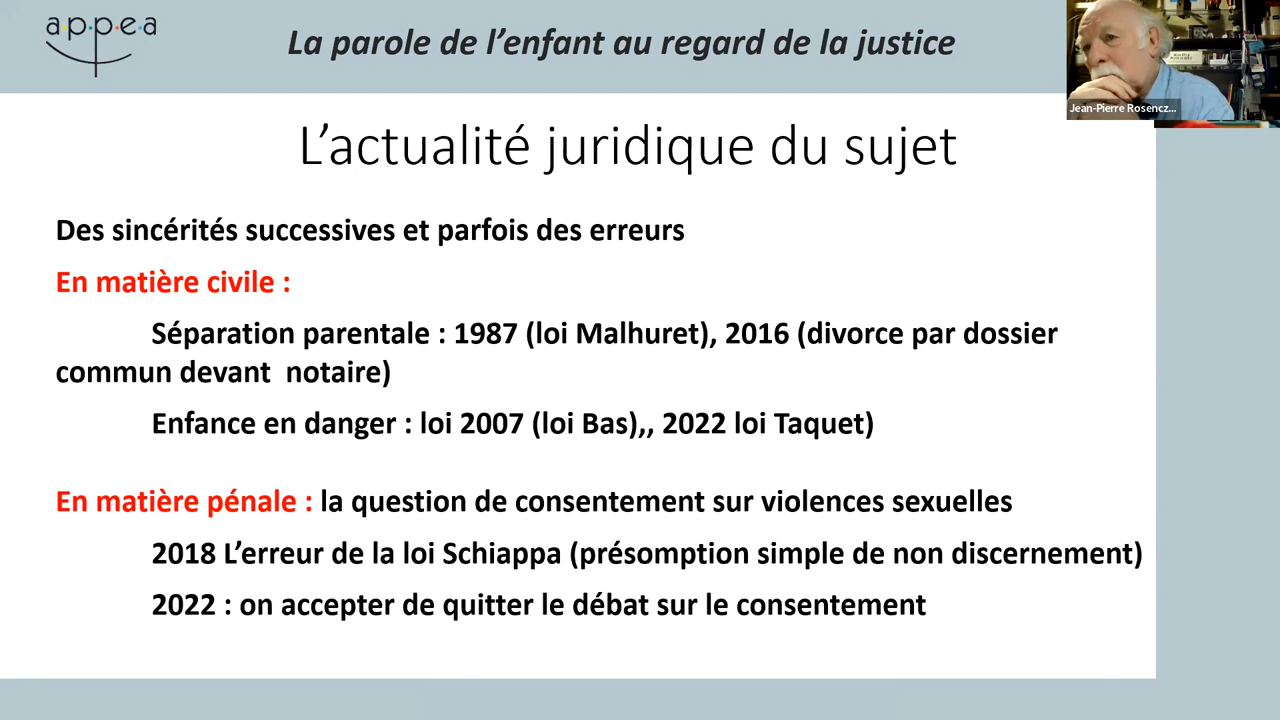 a·p·p·e·a
La parole de l’enfant au regard de la justice
Jean-Pierre Rosencz...
L’actualité juridique du sujet
Des sincérités successives et parfois des erreurs
En matière civile :
Séparation parentale : 1987 (loi Malhuret), 2016 (divorce par dossier
commun devant notaire)
Enfance en danger : loi 2007 (loi Bas),, 2022 loi Taquet)
En matière pénale : la question de consentement sur violences sexuelles
2018 L’erreur de la loi Schiappa (présomption simple de non discernement)
2022 : on accepter de quitter le débat sur le consentement